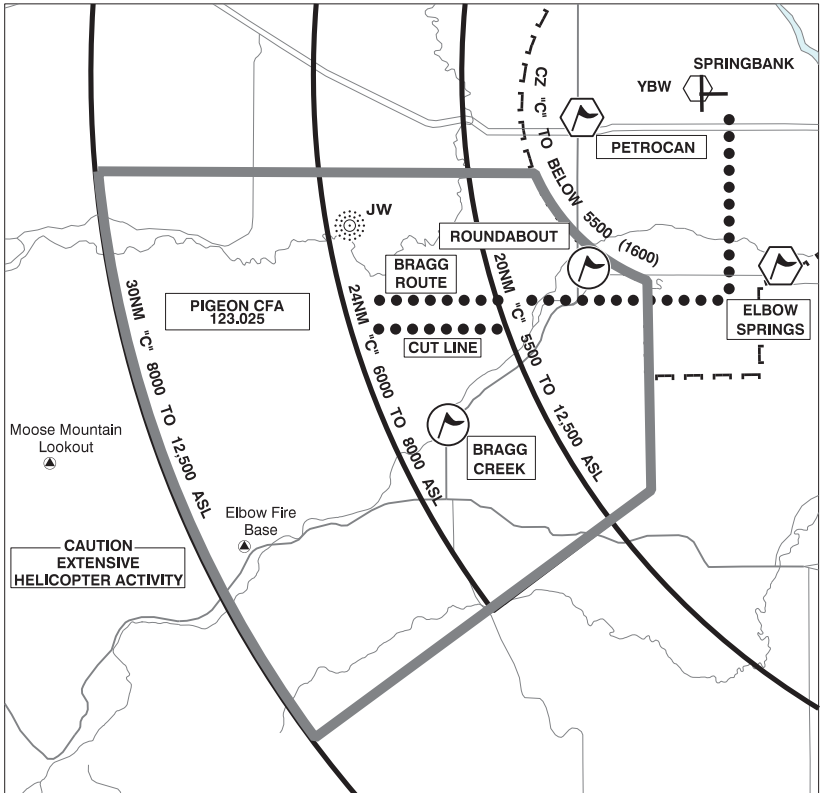 SPRINGBANK
YBW
CZ "C" TO BELOW 5500 (1600)
PETROCAN
JW
ROUNDABOUT
BRAGG
ROUTE
ELBOW
SPRINGS
PIGEON CFA
123.025
CUT LINE
30NM "C" 8000 TO 12,500 ASL
24NM "C" 6000 TO 8000 ASL
20NM "C" 5500 TO 12,500 ASL
Moose Mountain
Lookout
BRAGG
CREEK
Elbow Fire
Base
CAUTION
EXTENSIVE
HELICOPTER ACTIVITY